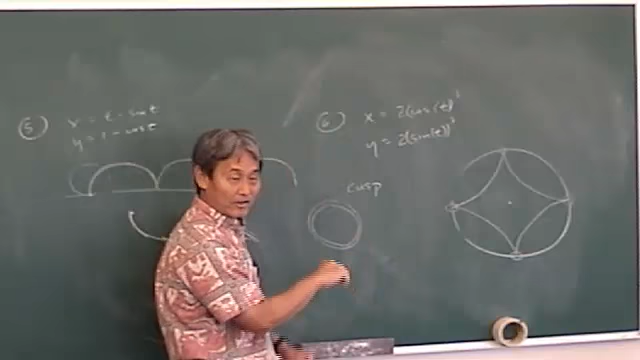 5 x = t - sin t
y = 1 - cos t
6 x = 2(cos(t))³
y = 2(sin(t))³
cusp